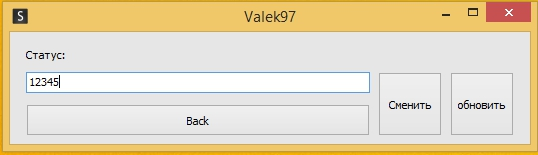 S
Valek97
Статус:
12345
Сменить
обновить
Back